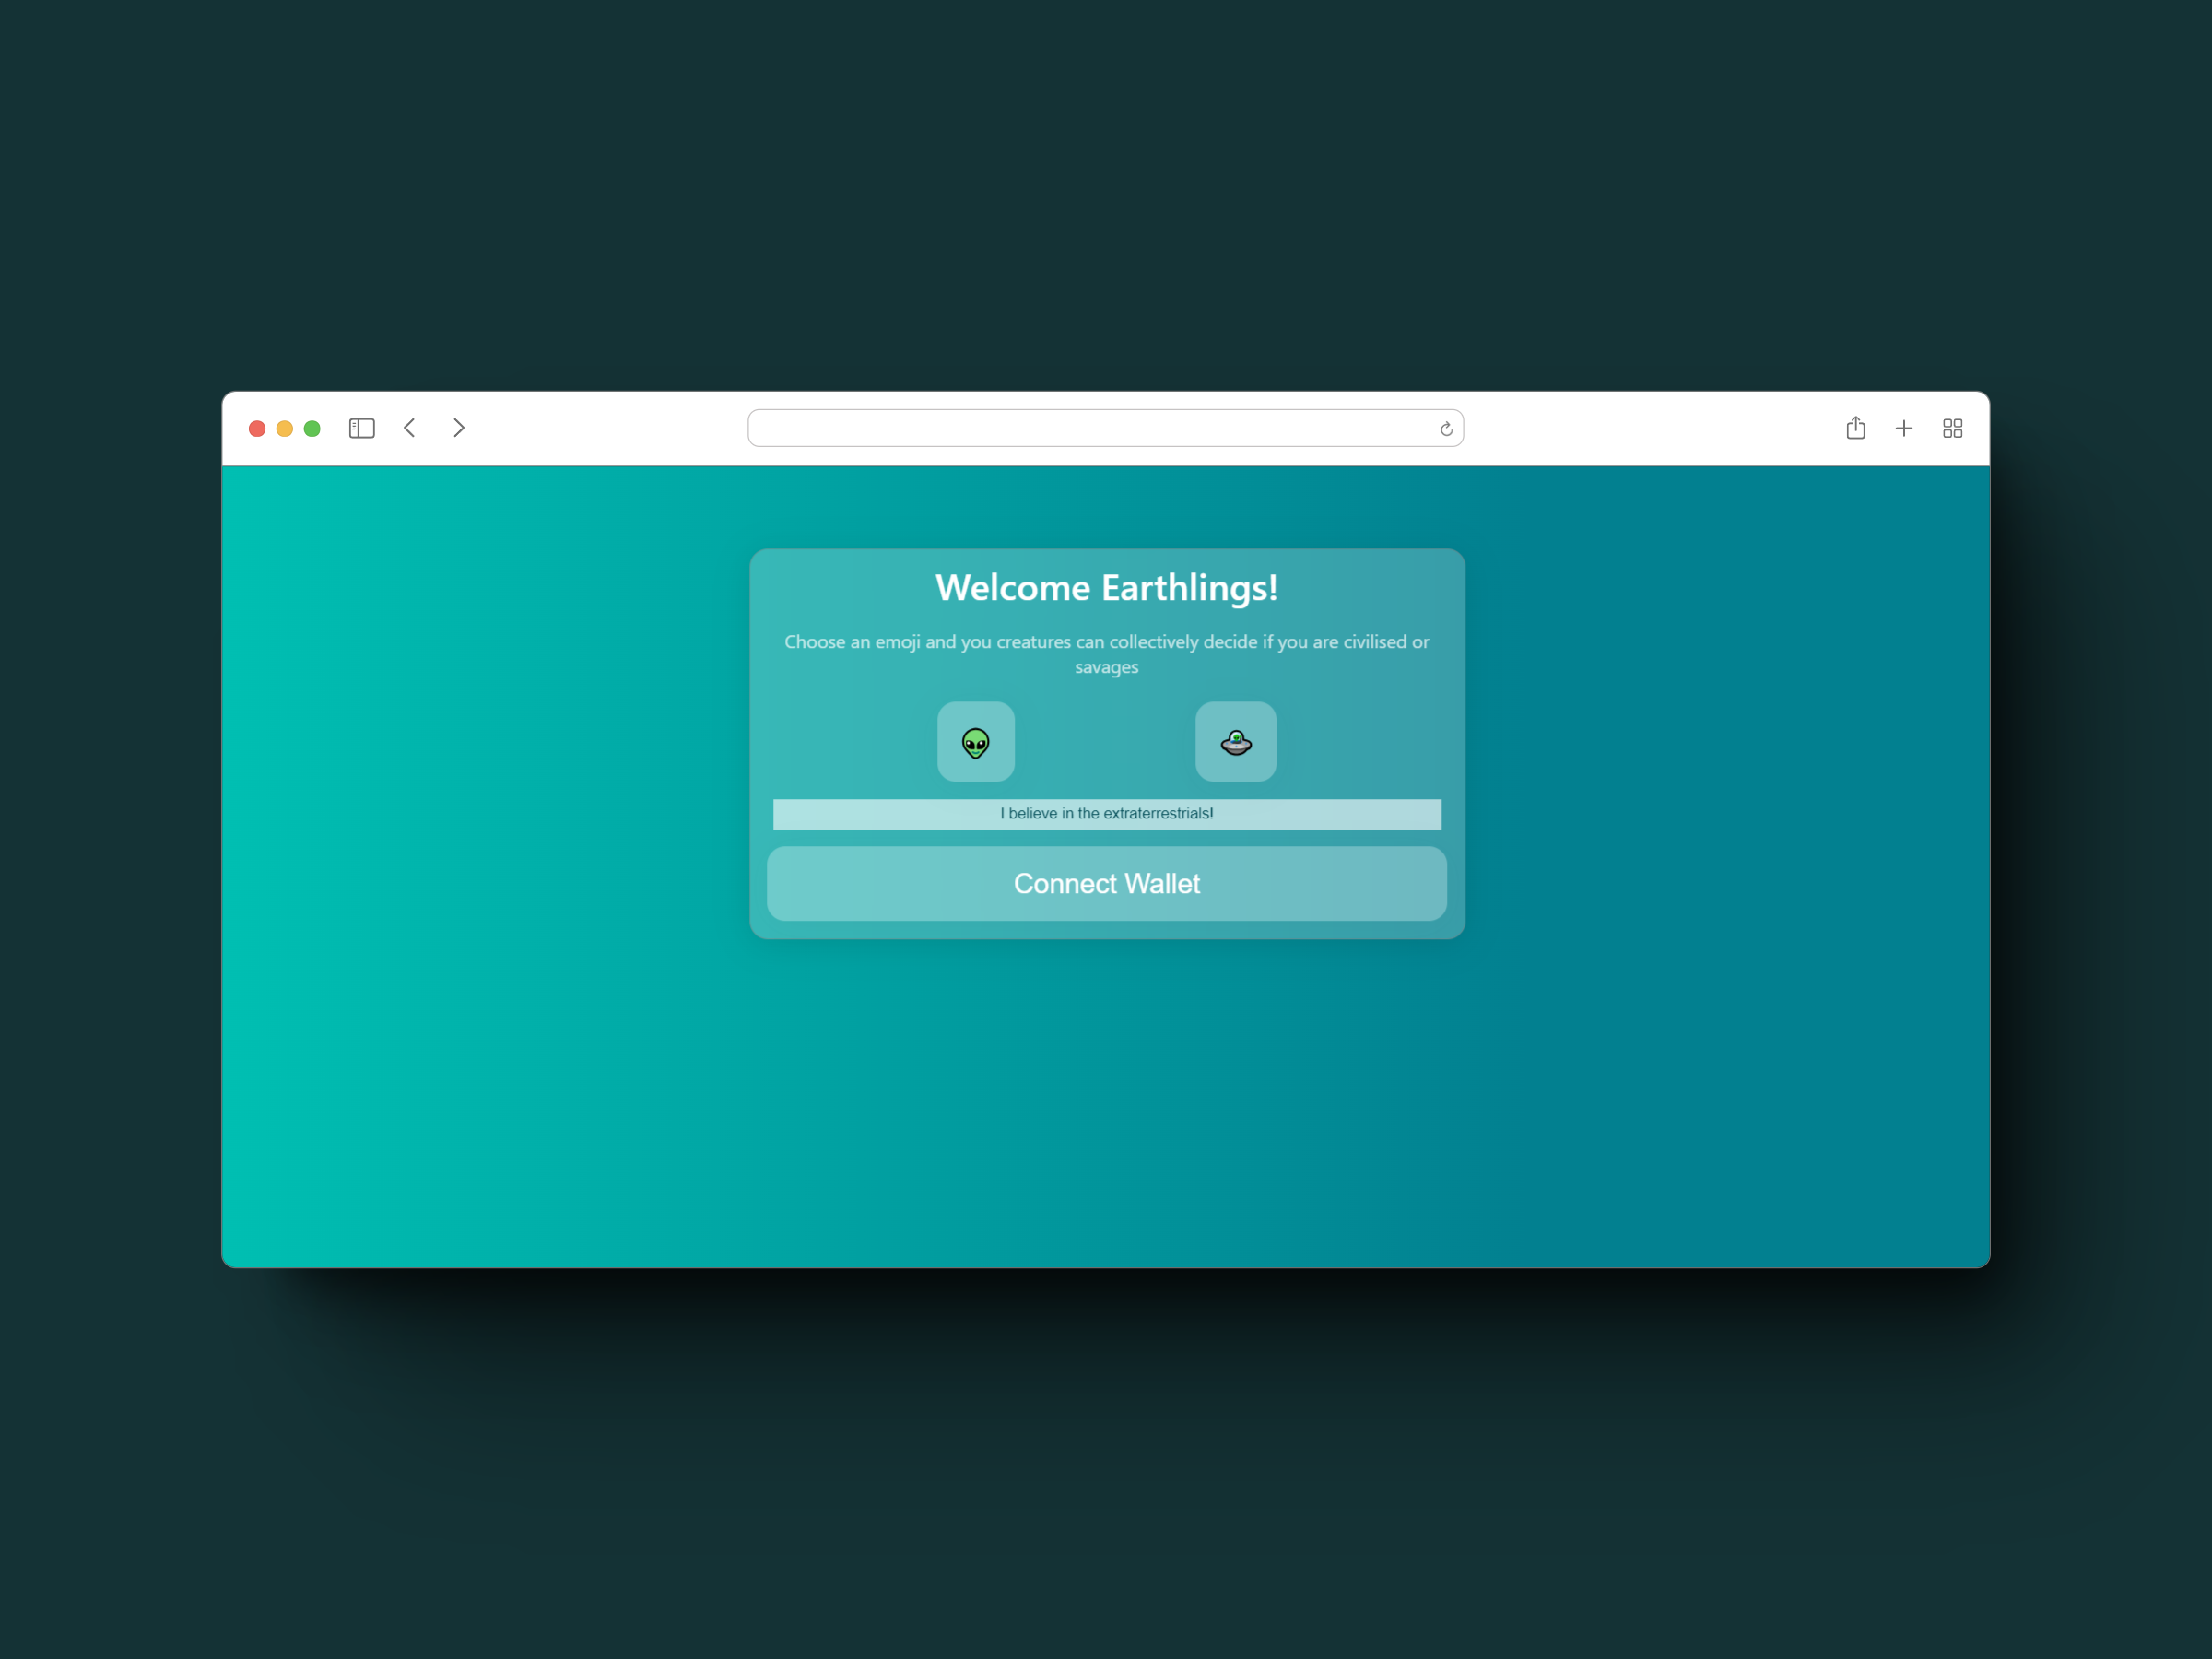 Welcome Earthlings!
Choose an emoji and you creatures can collectively decide if you are civilised or
savages
I believe in the extraterrestrials!
Connect Wallet